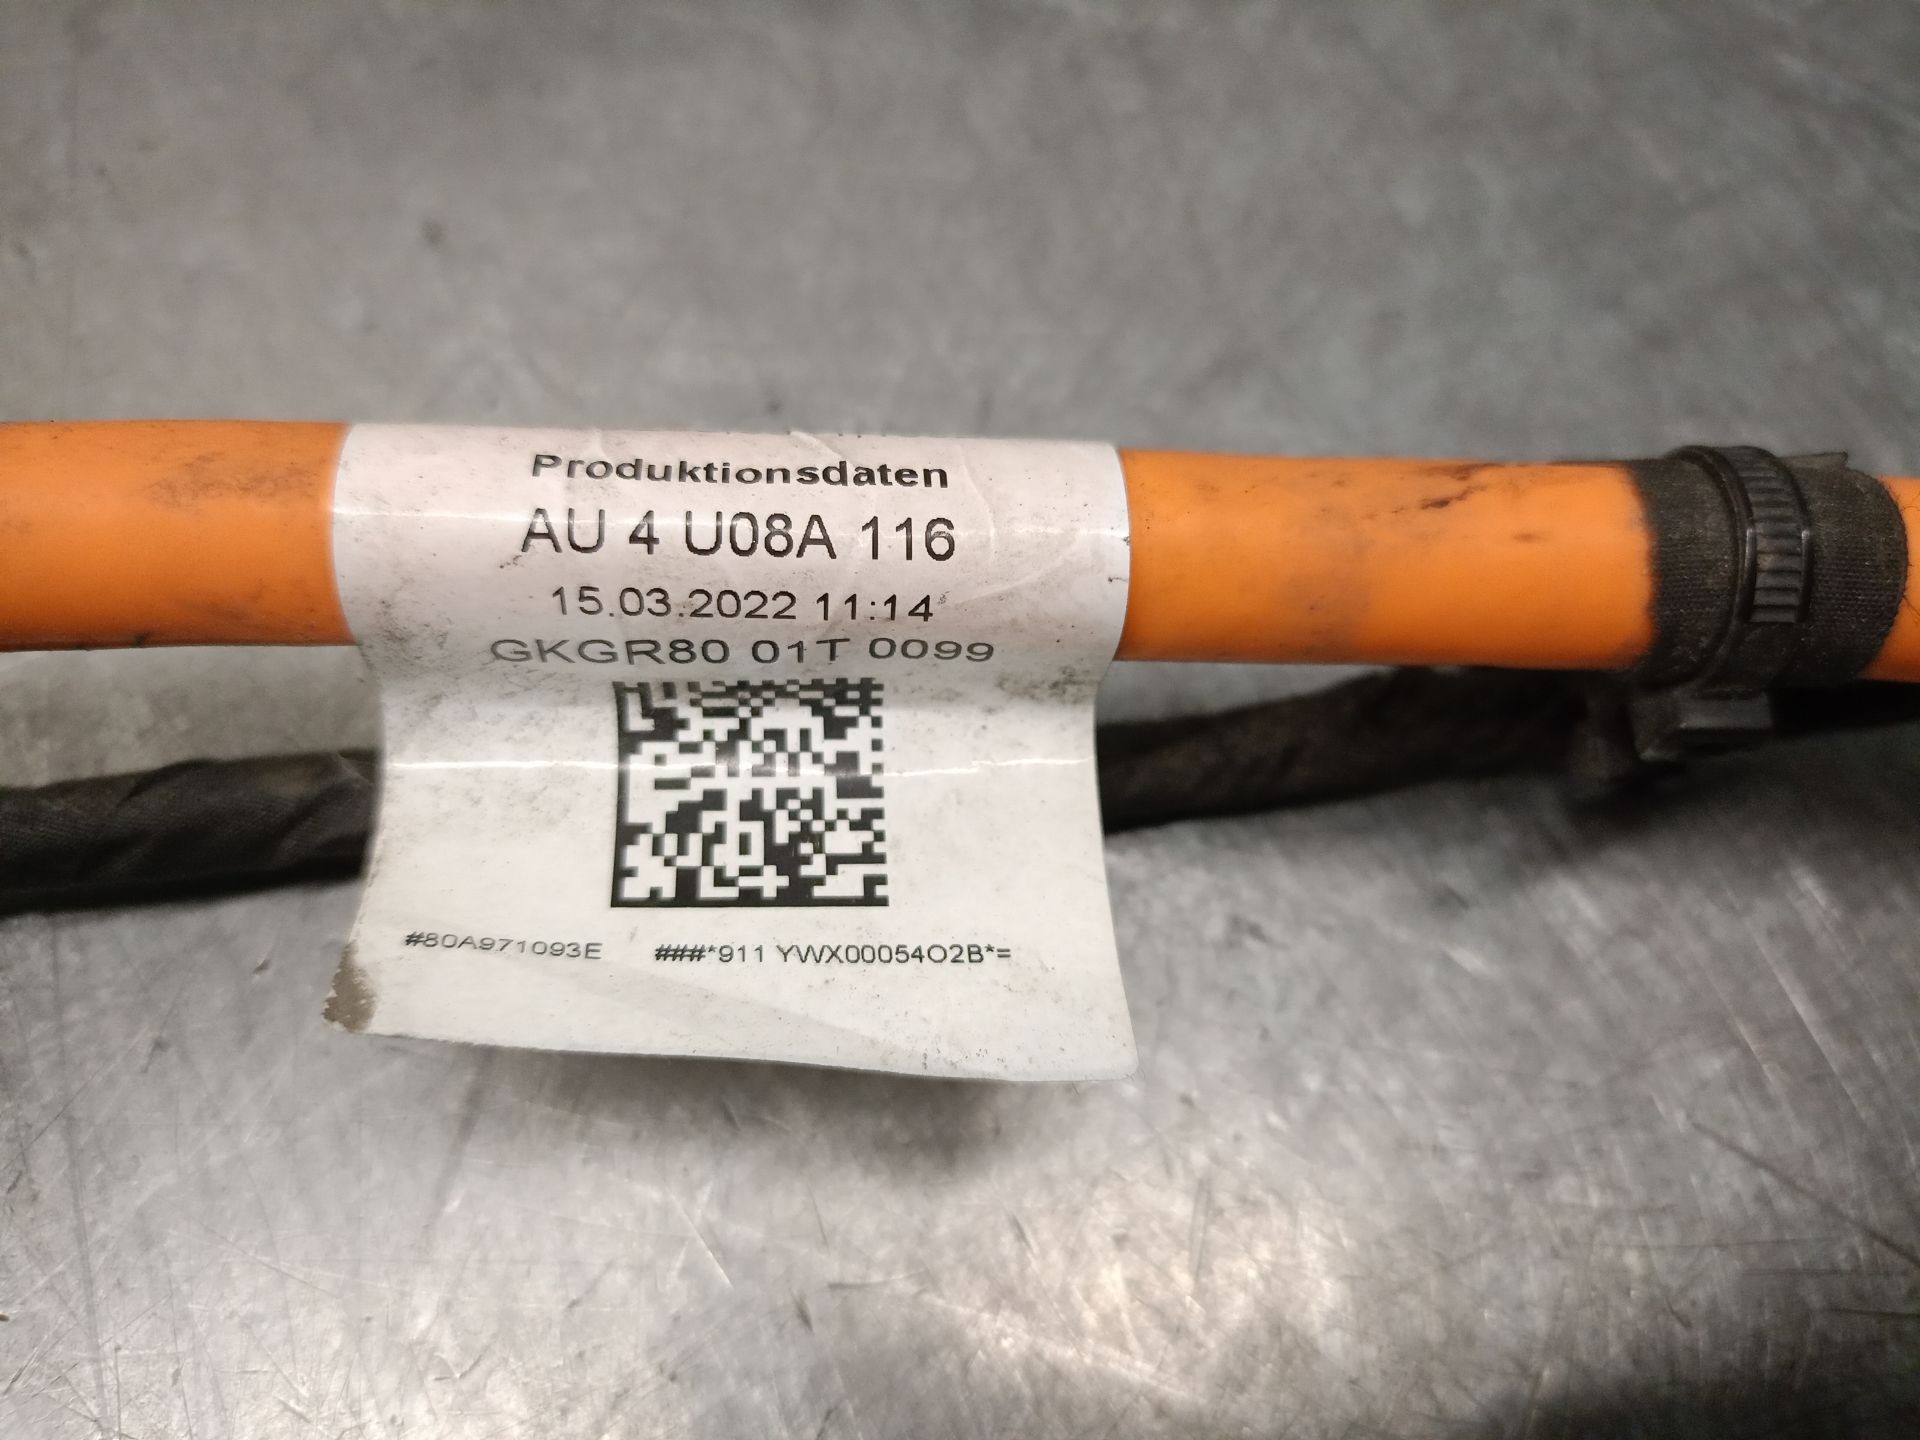 Produktionsdaten
AU 4 U08A 116
15.03.2022 11:14
GKGR80 01T 0099
#80A971093E ###*911 YWX00054O2B*=